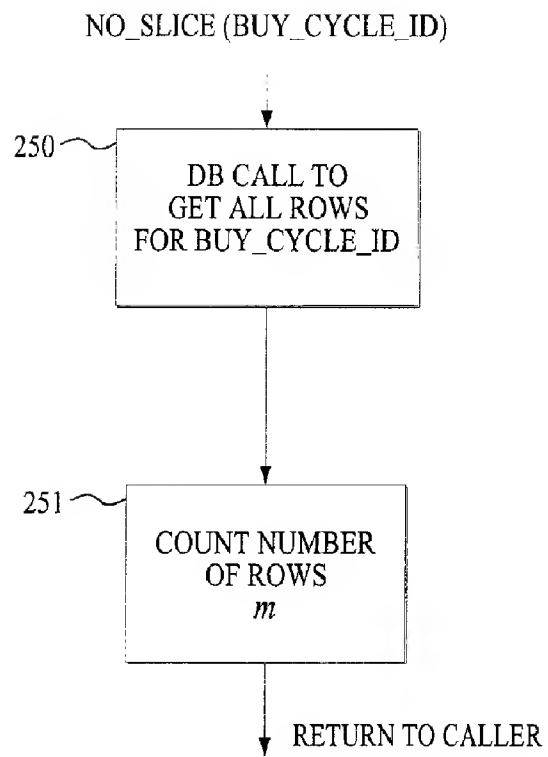 NO_SLICE (BUY_CYCLE_ID)
250
DB CALL TO
GET ALL ROWS
FOR BUY_CYCLE_ID
251
COUNT NUMBER
OF ROWS
m
RETURN TO CALLER